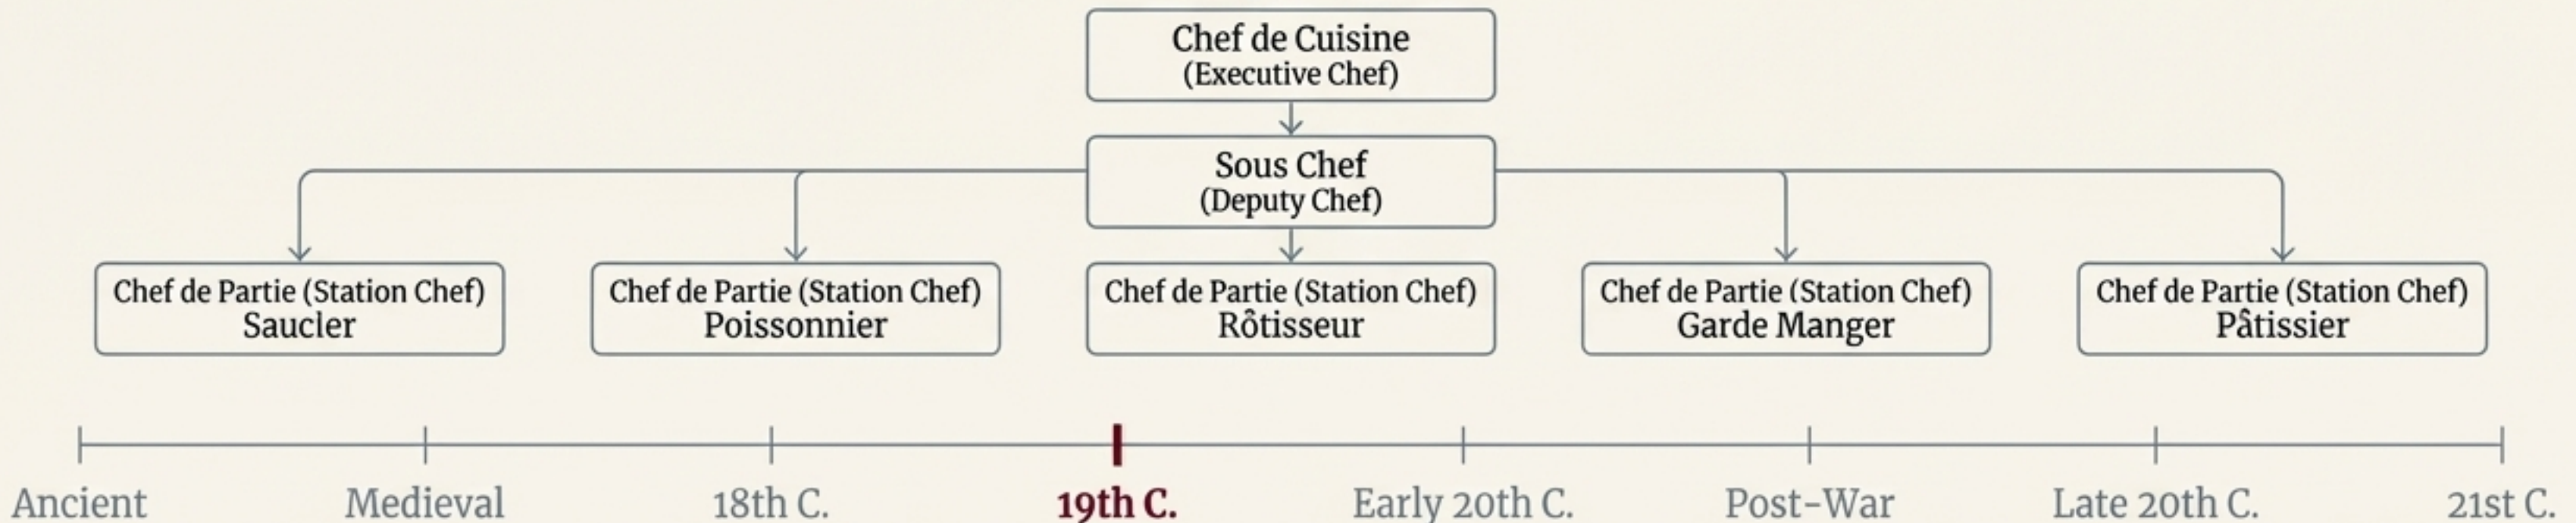 Chef de Cuisine
(Executive Chef)
Sous Chef
(Deputy Chef)
Chef de Partie (Station Chef)
Saucler
Chef de Partie (Station Chef)
Poissonnier
Chef de Partie (Station Chef)
Rôtisseur
Chef de Partie (Station Chef)
Garde Manger
Chef de Partie (Station Chef)
Pâtissier
Ancient
Medieval
18th C.
19th C.
Early 20th C.
Post-War
Late 20th C.
21st C.